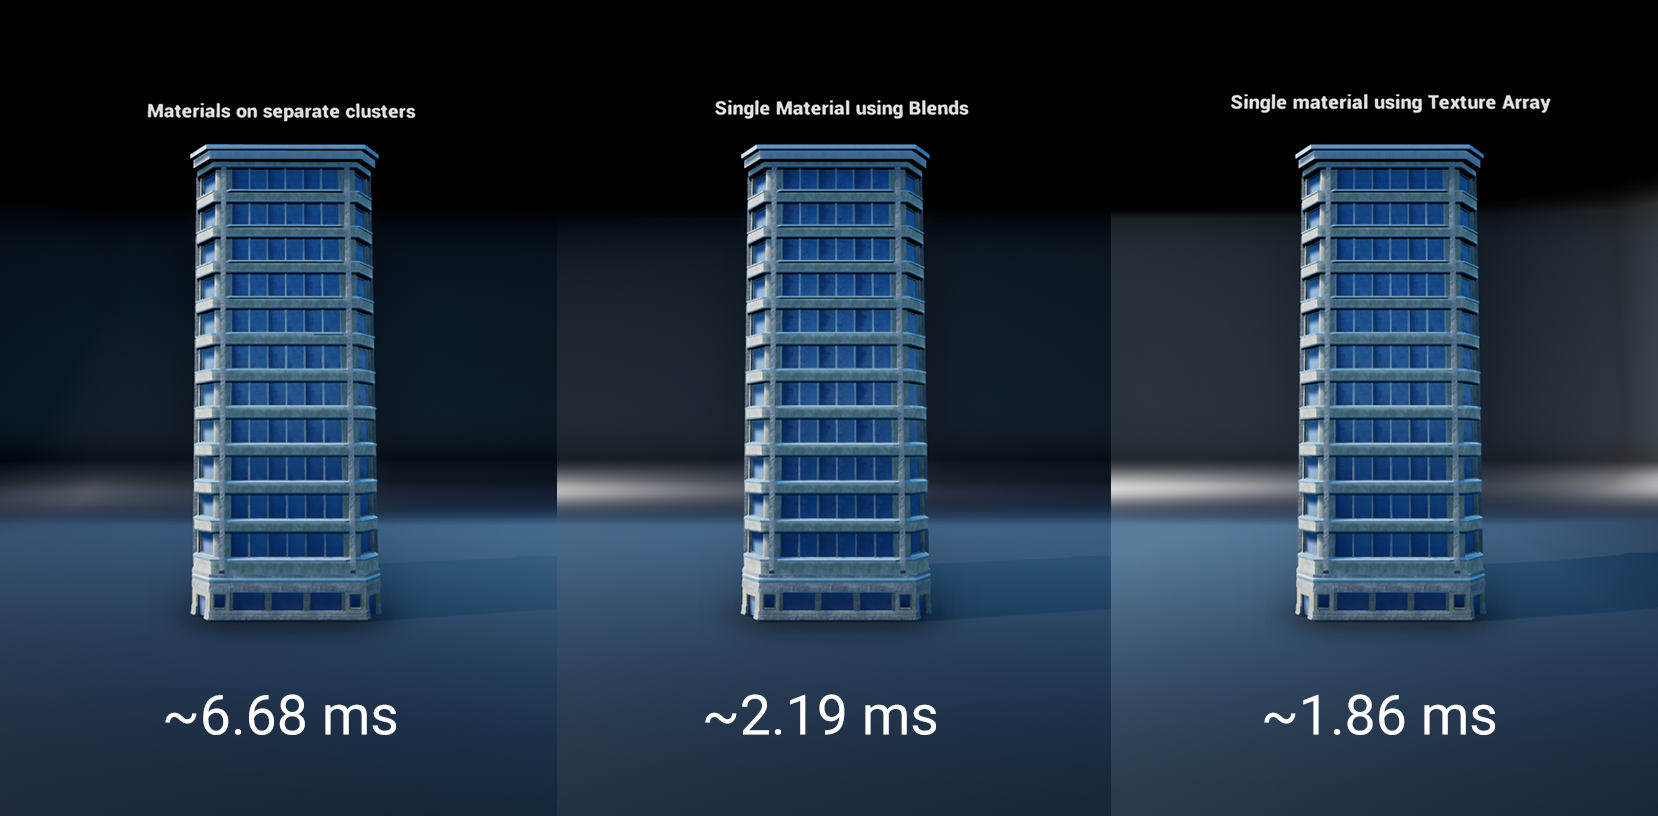 Materials on separate clusters
Single Material using Blends
Single material using Texture Array
~6.68 ms
~2.19 ms
~1.86 ms